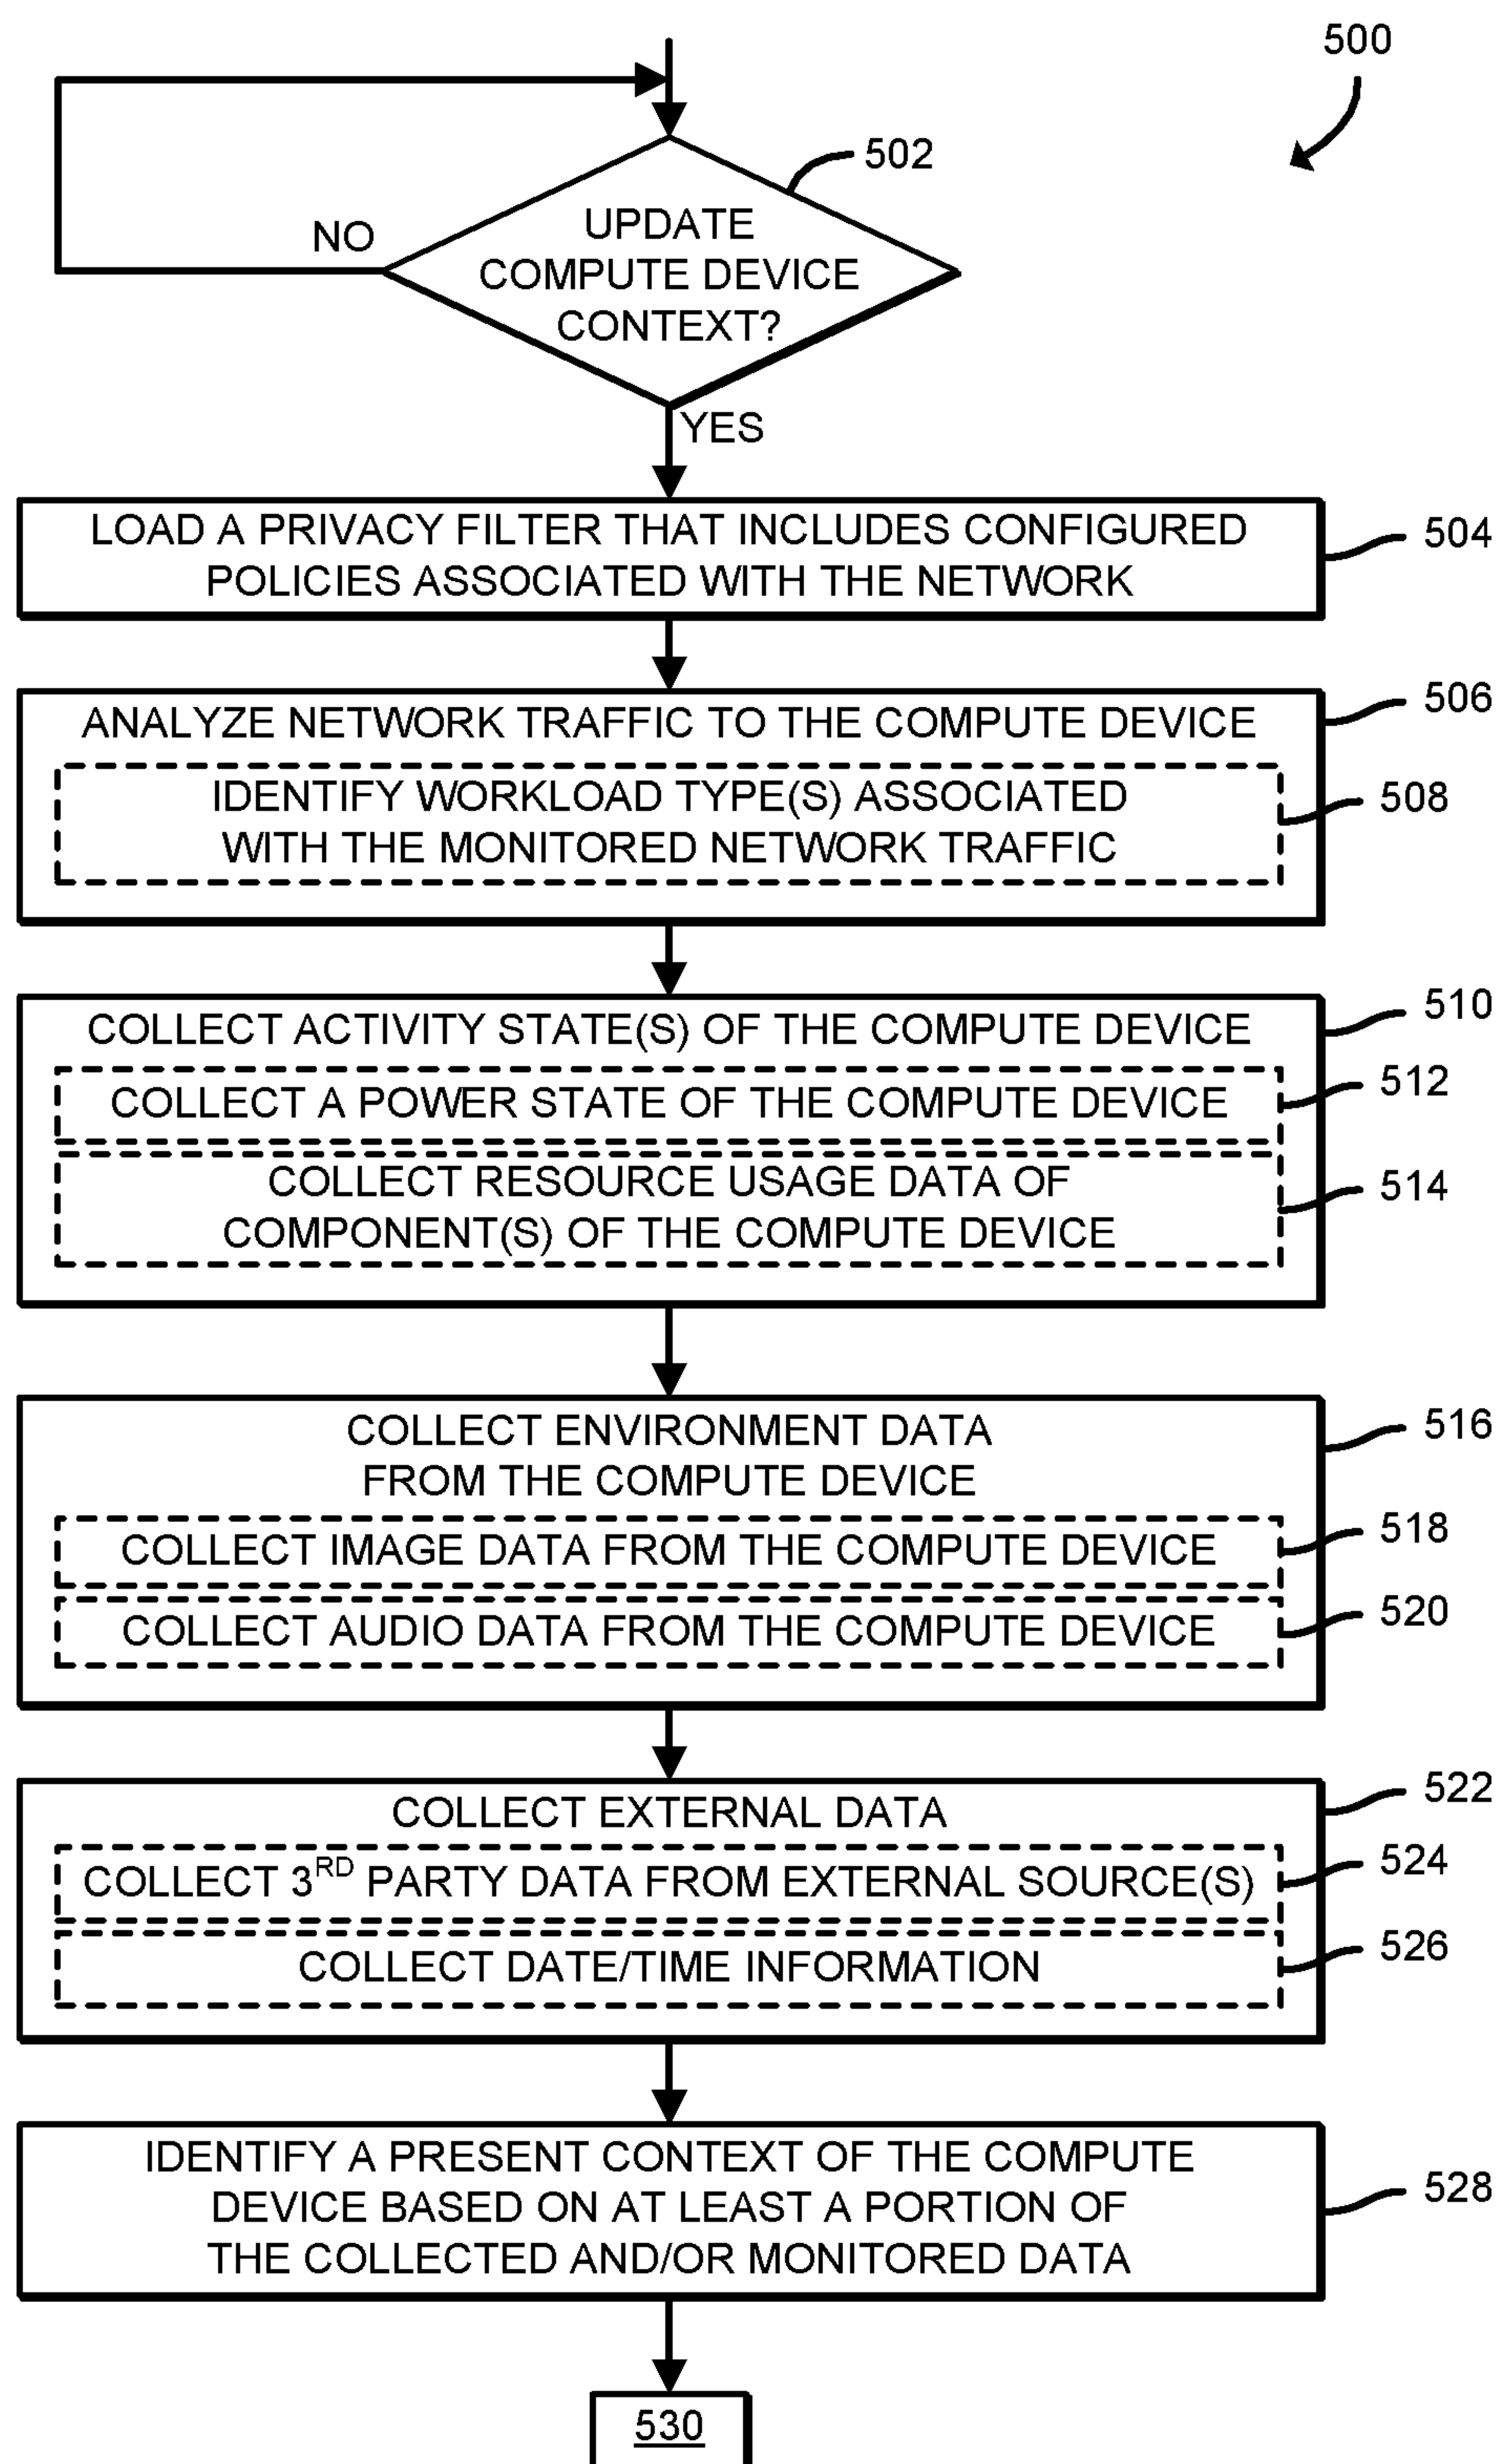 500
502
UPDATE
COMPUTE DEVICE
CONTEXT?
NO
YES
LOAD A PRIVACY FILTER THAT INCLUDES CONFIGURED
POLICIES ASSOCIATED WITH THE NETWORK
504
ANALYZE NETWORK TRAFFIC TO THE COMPUTE DEVICE
506
IDENTIFY WORKLOAD TYPE(S) ASSOCIATED
WITH THE MONITORED NETWORK TRAFFIC
508
COLLECT ACTIVITY STATE(S) OF THE COMPUTE DEVICE
510
COLLECT A POWER STATE OF THE COMPUTE DEVICE
512
COLLECT RESOURCE USAGE DATA OF
COMPONENT(S) OF THE COMPUTE DEVICE
514
COLLECT ENVIRONMENT DATA
FROM THE COMPUTE DEVICE
516
COLLECT IMAGE DATA FROM THE COMPUTE DEVICE
518
COLLECT AUDIO DATA FROM THE COMPUTE DEVICE
520
COLLECT EXTERNAL DATA
522
COLLECT 3RD PARTY DATA FROM EXTERNAL SOURCE(S)
524
COLLECT DATE/TIME INFORMATION
526
IDENTIFY A PRESENT CONTEXT OF THE COMPUTE
DEVICE BASED ON AT LEAST A PORTION OF
THE COLLECTED AND/OR MONITORED DATA
528
530